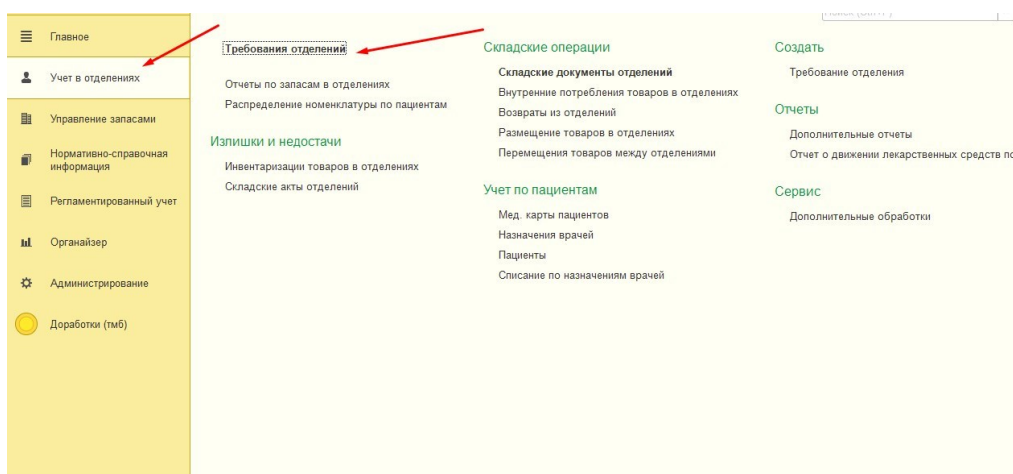 Главное
Учет в отделениях
Управление запасами
Нормативно-справочная
информация
Регламентированный учет
Органайзер
Администрирование
Доработки (тмб)
Требования отделений
Отчеты по запасам в отделениях
Распределение номенклатуры по пациентам
Излишки и недостачи
Инвентаризации товаров в отделениях
Складские акты отделений
Складские операции
Складские документы отделений
Внутренние потребления товаров в отделениях
Возвраты из отделений
Размещение товаров в отделениях
Перемещения товаров между отделениями
Учет по пациентам
Мед. карты пациентов
Назначения врачей
Пациенты
Списание по назначениям врачей
Создать
Требование отделения
Отчеты
Дополнительные отчеты
Отчет о движении лекарственных средств по
Сервис
Дополнительные обработки